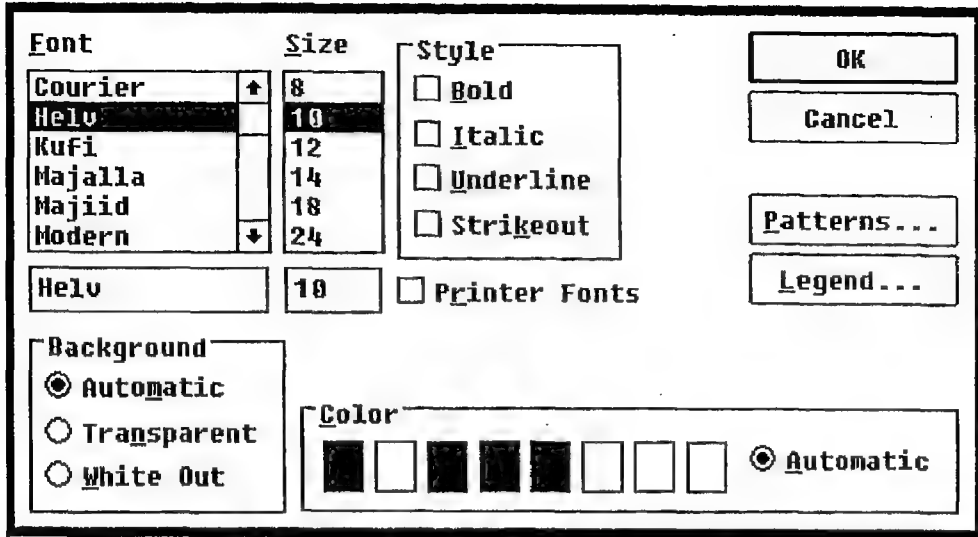 Font
Courier
Helv
Kufi
Majalla
Majiid
Modern
Helv
Size
8
10
12
14
18
24
10
Style
Bold
Italic
Underline
Strikeout
Printer Fonts
OK
Cancel
Patterns...
Legend...
Background
Automatic
Transparent
White Out
Color
Automatic